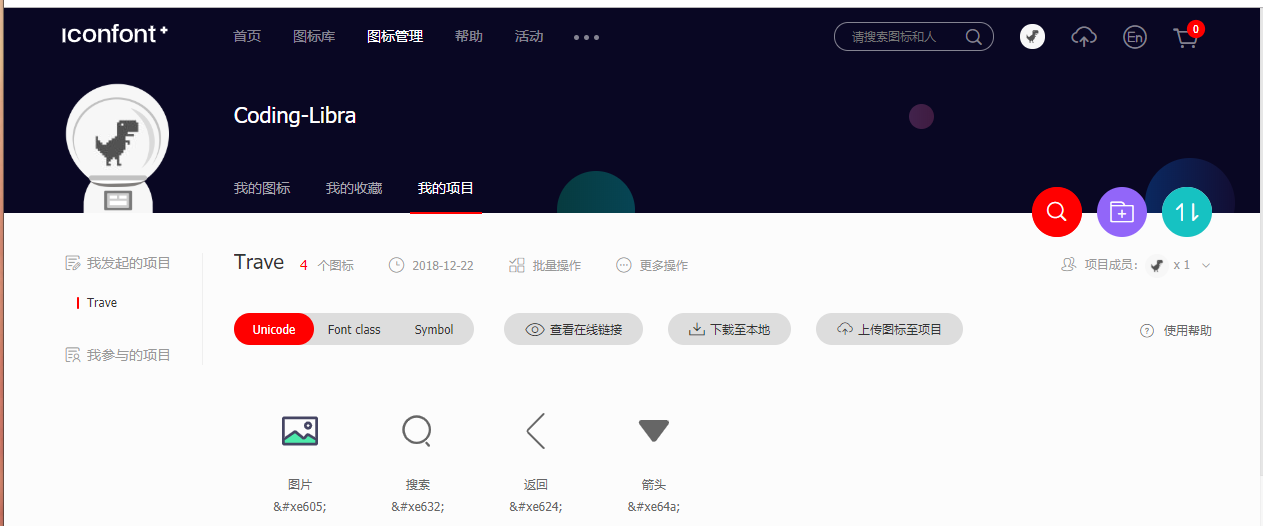 iconfont+ 首页 图标库 图标管理 帮助 活动 请搜索图标和人 En 0
Coding-Libra
我的图标 我的收藏 我的项目
我发起的项目
Trave
我参与的项目
Trave 4 个图标 2018-12-22 批量操作 更多操作 项目成员: x 1
Unicode Font class Symbol 查看在线链接 下载至本地 上传图标至项目 使用帮助
图片 搜索 返回 箭头
&#xe605; &#xe632; &#xe624; &#xe64a;